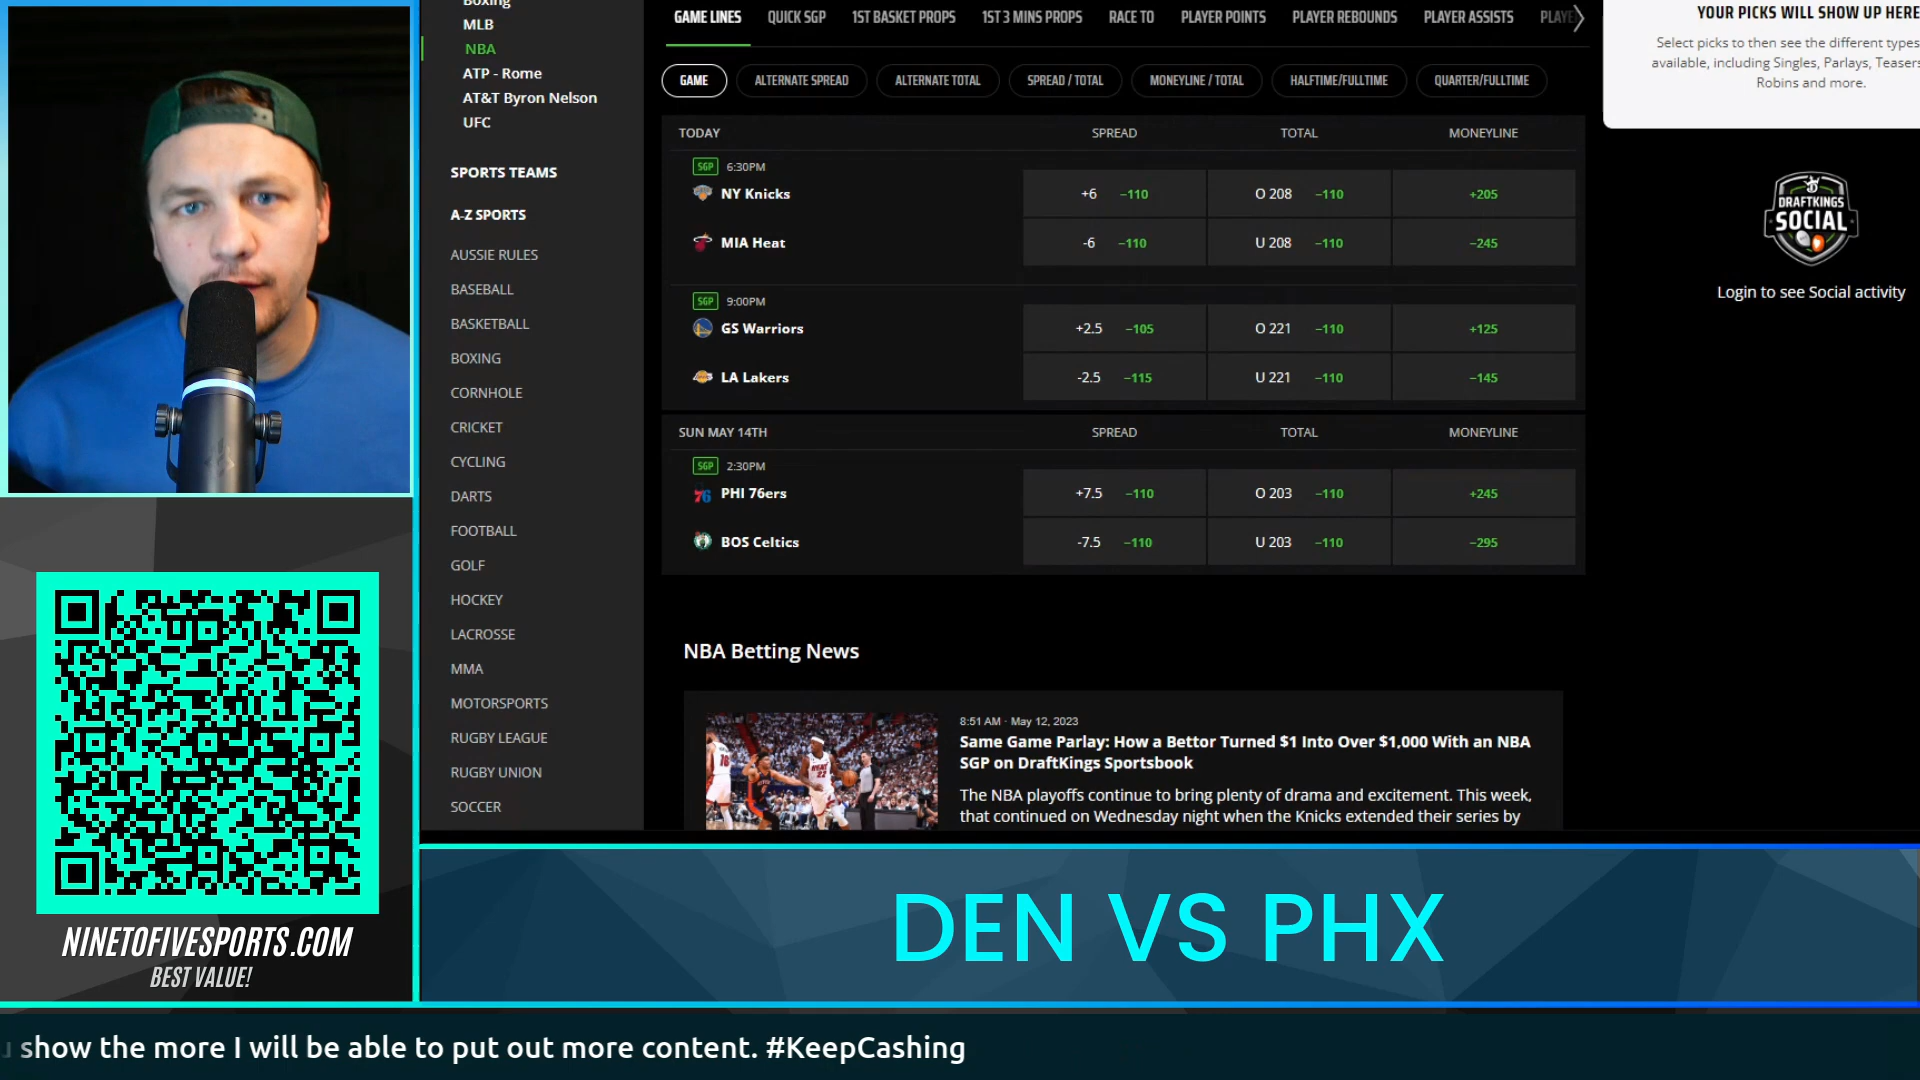 Boxing
MLB
NBA
ATP - Rome
AT&T Byron Nelson
UFC
SPORTS TEAMS
A-Z SPORTS
AUSSIE RULES
BASEBALL
BASKETBALL
BOXING
CORNHOLE
CRICKET
CYCLING
DARTS
FOOTBALL
GOLF
HOCKEY
LACROSSE
MMA
MOTORSPORTS
RUGBY LEAGUE
RUGBY UNION
SOCCER
GAME LINES QUICK SGP 1ST BASKET PROPS 1ST 3 MINS PROPS RACE TO PLAYER POINTS PLAYER REBOUNDS PLAYER ASSISTS
GAME ALTERNATE SPREAD ALTERNATE TOTAL SPREAD / TOTAL MONEYLINE / TOTAL HALFTIME/FULLTIME QUARTER/FULLTIME
TODAY SPREAD TOTAL MONEYLINE
SGP 6:30PM
NY Knicks +6 −110 O 208 −110 +205
MIA Heat -6 −110 U 208 −110 −245
SGP 9:00PM
GS Warriors +2.5 −105 O 221 −110 +125
LA Lakers -2.5 −115 U 221 −110 −145
SUN MAY 14TH SPREAD TOTAL MONEYLINE
SGP 2:30PM
PHI 76ers +7.5 −110 O 203 −110 +245
BOS Celtics -7.5 −110 U 203 −110 −295
NBA Betting News
8:51 AM · May 12, 2023
Same Game Parlay: How a Bettor Turned $1 Into Over $1,000 With an NBA
SGP on DraftKings Sportsbook
The NBA playoffs continue to bring plenty of drama and excitement. This week,
that continued on Wednesday night when the Knicks extended their series by
YOUR PICKS WILL SHOW UP HERE
Select picks to then see the different types
available, including Singles, Parlays, Teasers
Robins and more.
DRAFTKINGS
SOCIAL
Login to see Social activity
NINETOFIVESPORTS.COM
BEST VALUE!
DEN VS PHX
show the more I will be able to put out more content. #KeepCashing